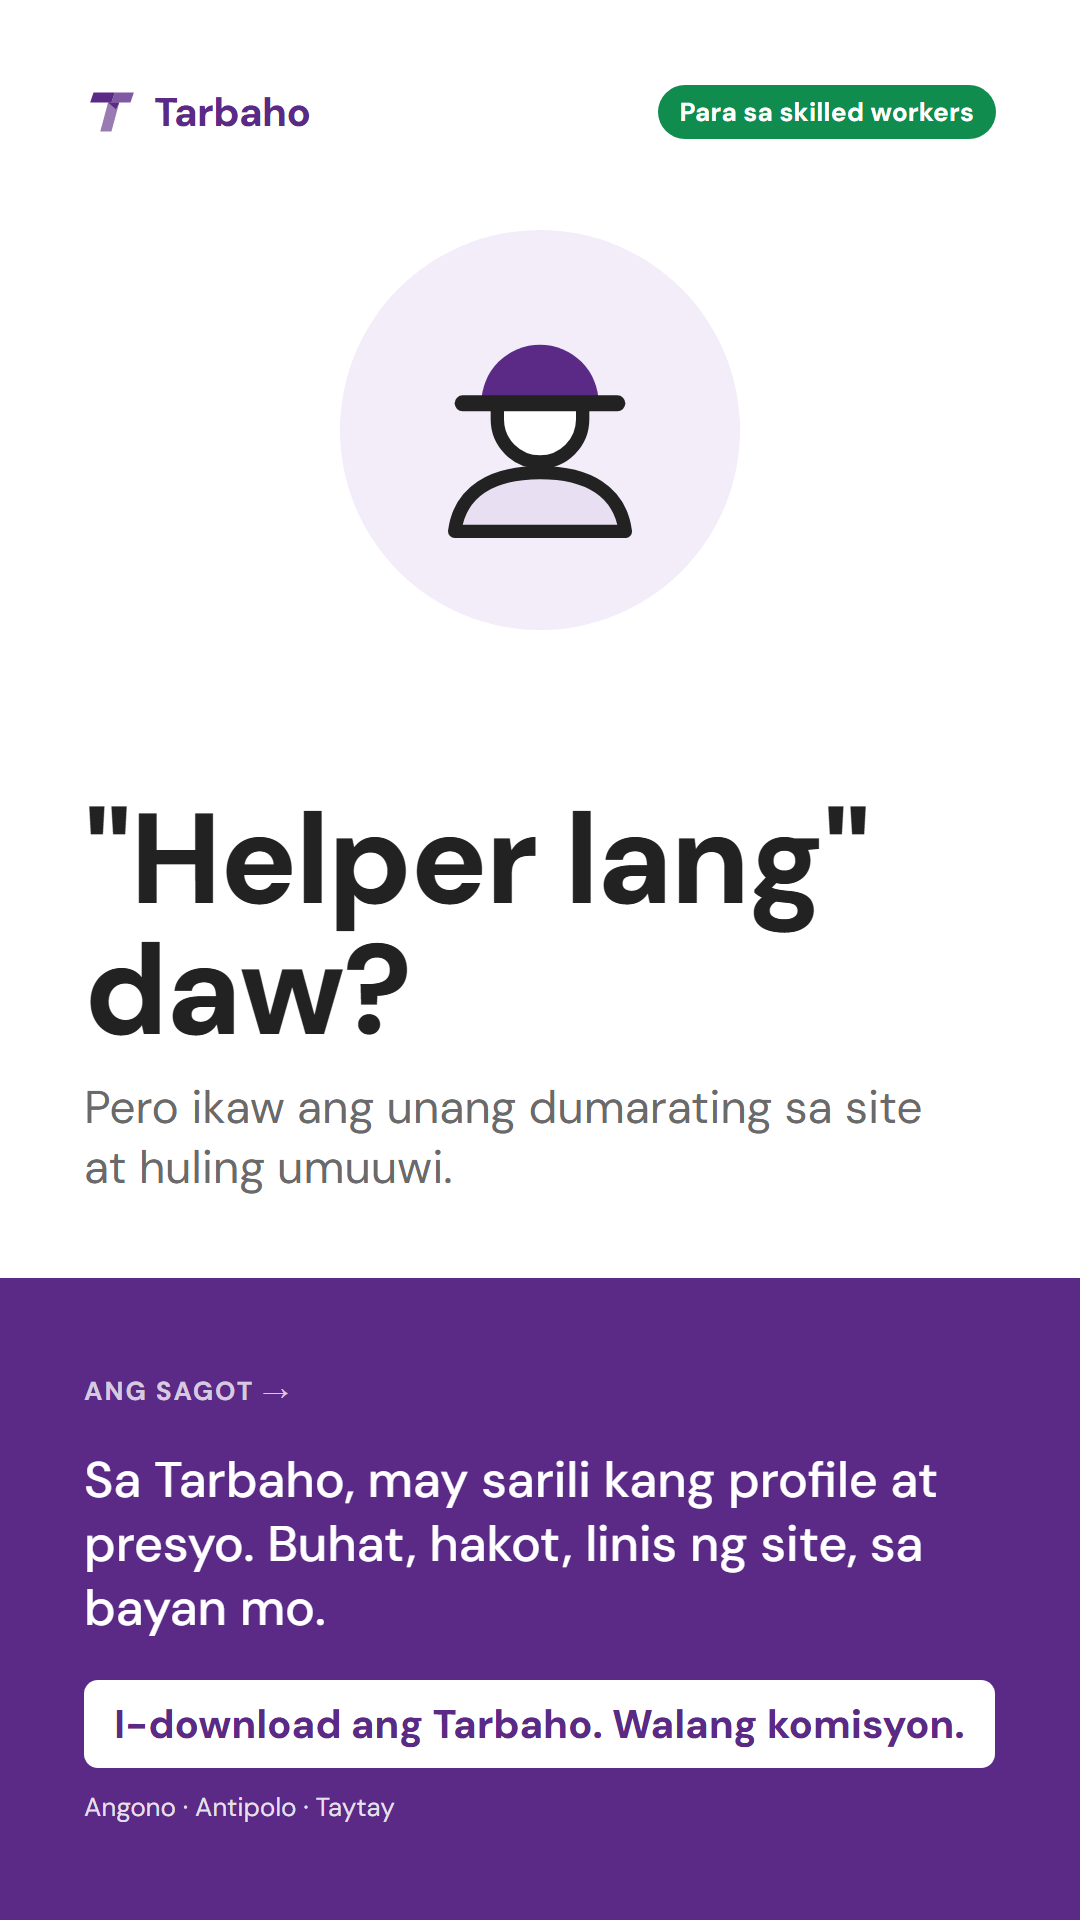 Tarbaho
Para sa skilled workers
"Helper lang"
daw?
Pero ikaw ang unang dumarating sa site
at huling umuuwi.
ANG SAGOT →
Sa Tarbaho, may sarili kang profile at
presyo. Buhat, hakot, linis ng site, sa
bayan mo.
I-download ang Tarbaho. Walang komisyon.
Angono · Antipolo · Taytay